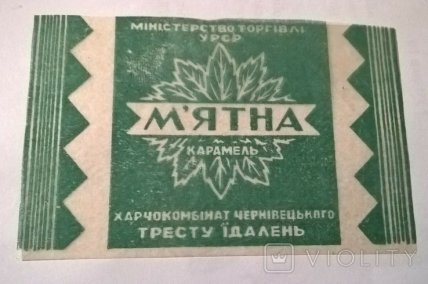 МІНІСТЕРСТВО ТОРГІВЛІ
УРСР
М'ЯТНА
КАРАМЕЛЬ
ХАРЧОКОМБІНАТ ЧЕРНІВЕЦЬКОГО
ТРЕСТУ ЇДАЛЕНЬ
VIOLITY